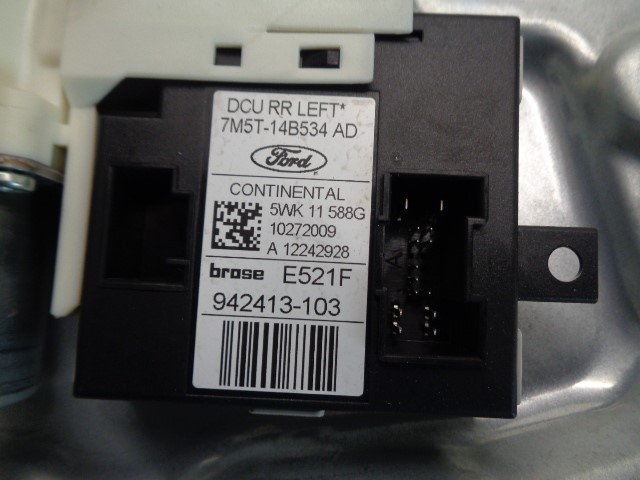 DCU RR LEFT*
7M5T-14B534 AD
Ford
CONTINENTAL
5WK 11 588G
10272009
A 12242928
brose E521F
942413-103